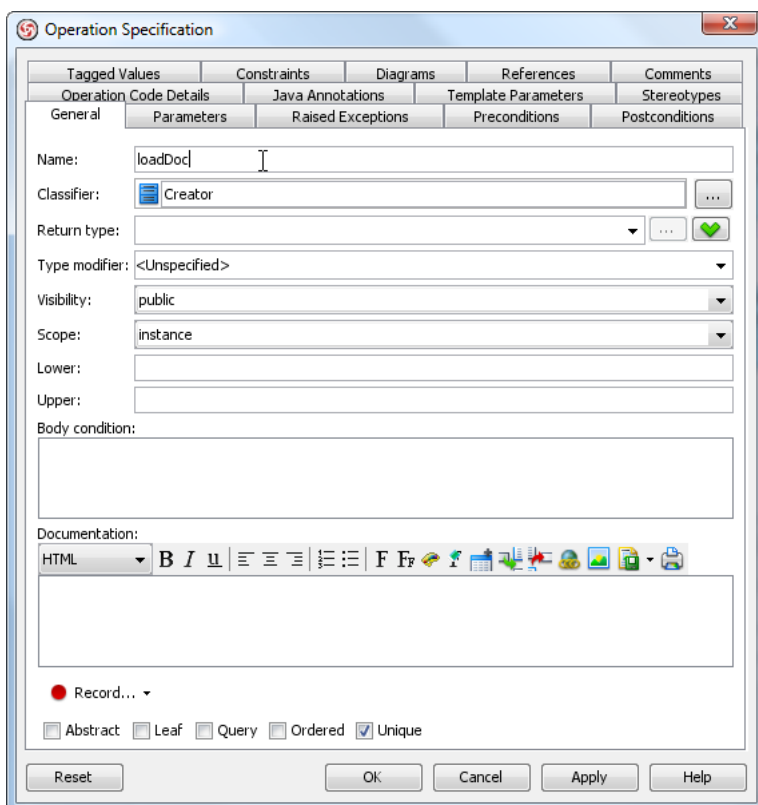 Operation Specification
Tagged Values Constraints Diagrams References Comments
Operation Code Details Java Annotations Template Parameters Stereotypes
General Parameters Raised Exceptions Preconditions Postconditions
Name: loadDoc
Classifier: Creator ...
Return type: ...
Type modifier: <Unspecified>
Visibility: public
Scope: instance
Lower:
Upper:
Body condition:
Documentation:
HTML B I u F FF
Record...
Abstract Leaf Query Ordered Unique
Reset OK Cancel Apply Help